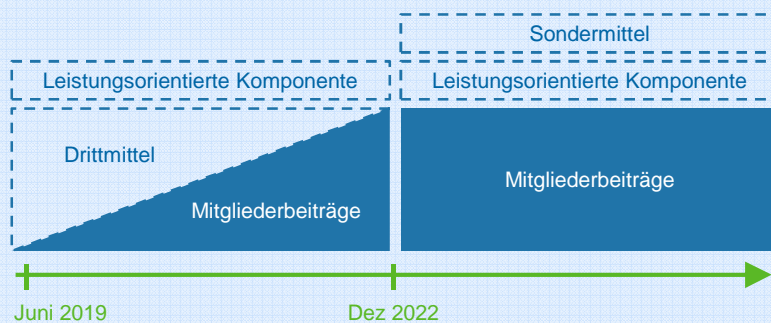 Sondermittel
Leistungsorientierte Komponente
Leistungsorientierte Komponente
Drittmittel
Mitgliederbeiträge
Mitgliederbeiträge
Juni 2019
Dez 2022